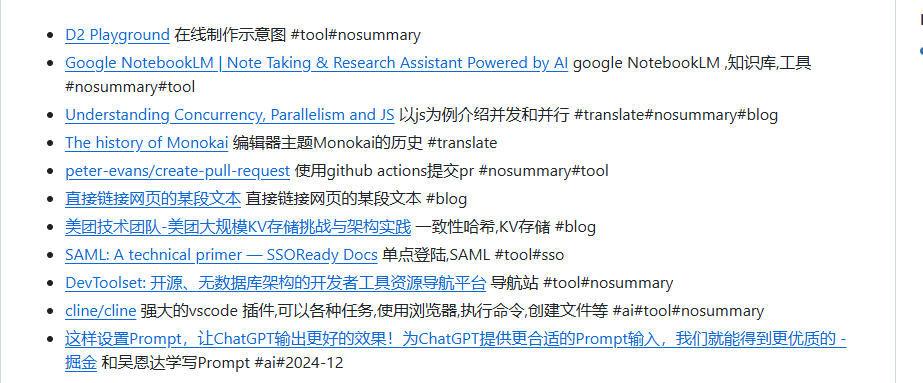 D2 Playground 在线制作示意图 #tool#nosummary
Google NotebookLM | Note Taking & Research Assistant Powered by AI google NotebookLM ,知识库,工具
#nosummary#tool
Understanding Concurrency, Parallelism and JS 以js为例介绍并发和并行 #translate#nosummary#blog
The history of Monokai 编辑器主题Monokai的历史 #translate
peter-evans/create-pull-request 使用github actions提交pr #nosummary#tool
直接链接网页的某段文本 直接链接网页的某段文本 #blog
美团技术团队-美团大规模KV存储挑战与架构实践 一致性哈希,KV存储 #blog
SAML: A technical primer — SSOReady Docs 单点登陆,SAML #tool#sso
DevToolset: 开源、无数据库架构的开发者工具资源导航平台 导航站 #tool#nosummary
cline/cline 强大的vscode 插件,可以各种任务,使用浏览器,执行命令,创建文件等 #ai#tool#nosummary
这样设置Prompt，让ChatGPT输出更好的效果！为ChatGPT提供更合适的Prompt输入，我们就能得到更优质的 -
掘金 和吴恩达学写Prompt #ai#2024-12